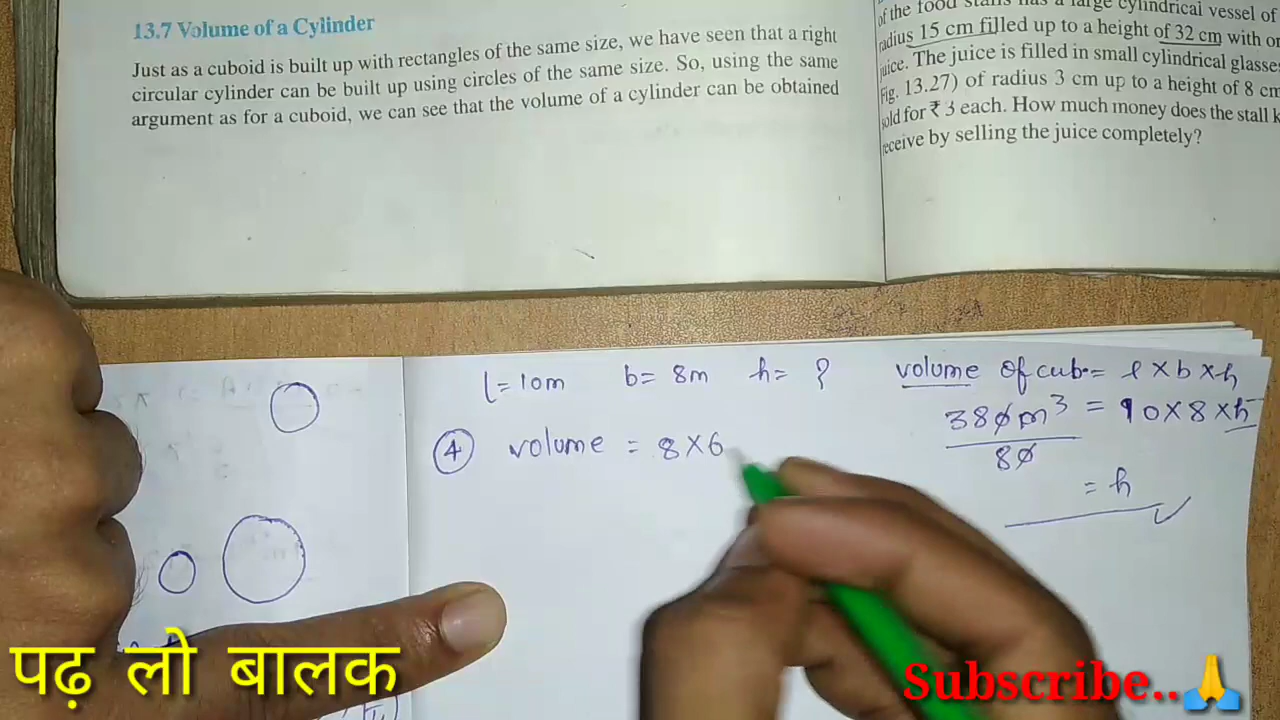 13.7 Volume of a Cylinder
Just as a cuboid is built up with rectangles of the same size, we have seen that a right
circular cylinder can be built up using circles of the same size. So, using the same
argument as for a cuboid, we can see that the volume of a cylinder can be obtained
of the food stalls has a large cylindrical vessel of
radius 15 cm filled up to a height of 32 cm with
juice. The juice is filled in small cylindrical
Fig. 13.27) of radius 3 cm up to a height of 8 cm
sold for ₹ 3 each. How much money does the stall
receive by selling the juice completely?
l = 10m b = 8m h = ?
volume of cub. = l × b × h
380m³ = 10 × 8 × h
80
= h
④ volume = 8×6
पढ़ लो बालक
Subscribe..🙏